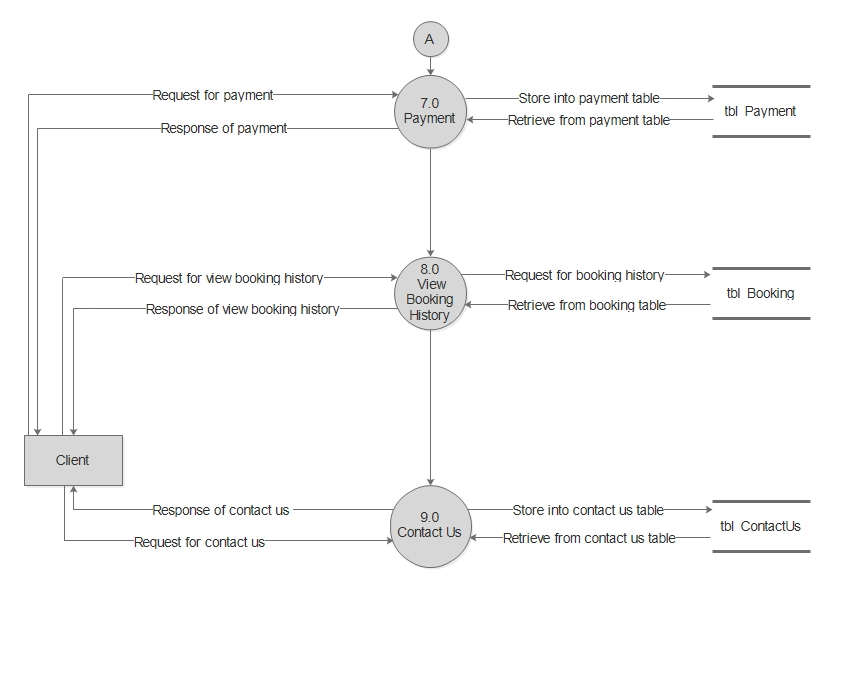 A
Request for payment
7.0
Payment
Store into payment table
tbl Payment
Response of payment
Retrieve from payment table
Request for view booking history
8.0
View
Booking
History
Request for booking history
tbl Booking
Response of view booking history
Retrieve from booking table
Client
Response of contact us
9.0
Contact Us
Store into contact us table
tbl ContactUs
Request for contact us
Retrieve from contact us table